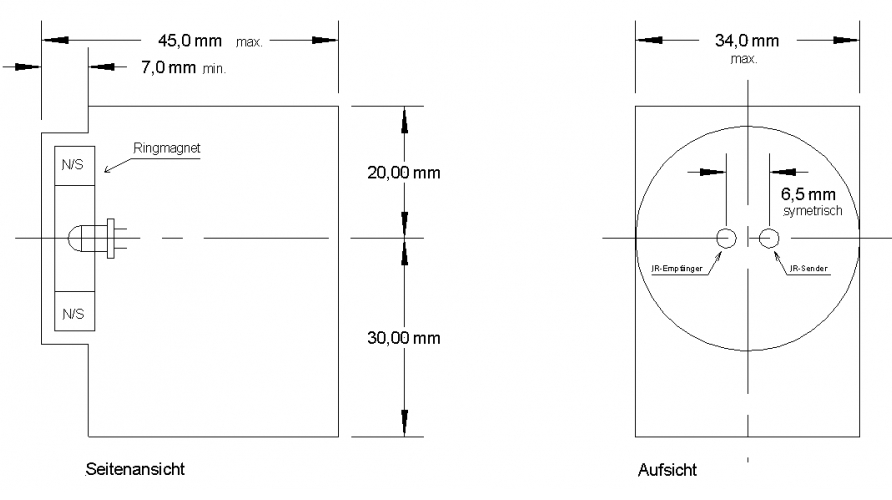 45,0 mm max.
7,0 mm min.
N/S
Ringmagnet
N/S
20,00 mm
30,00 mm
Seitenansicht
34,0 mm
max.
6,5 mm
symetrisch
JR-Empfänger
JR-Sender
Aufsicht